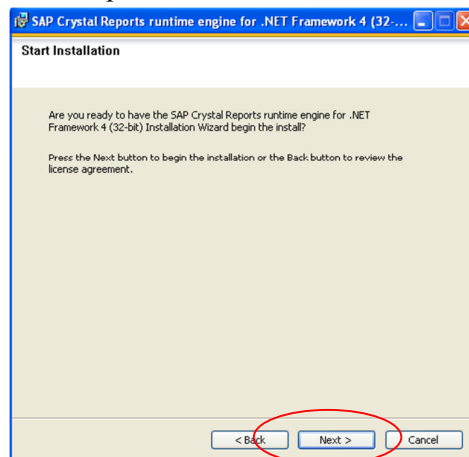 SAP Crystal Reports runtime engine for .NET Framework 4 (32-...
Start Installation
Are you ready to have the SAP Crystal Reports runtime engine for .NET
Framework 4 (32-bit) Installation Wizard begin the install?
Press the Next button to begin the installation or the Back button to review the
license agreement.
< Back Next > Cancel